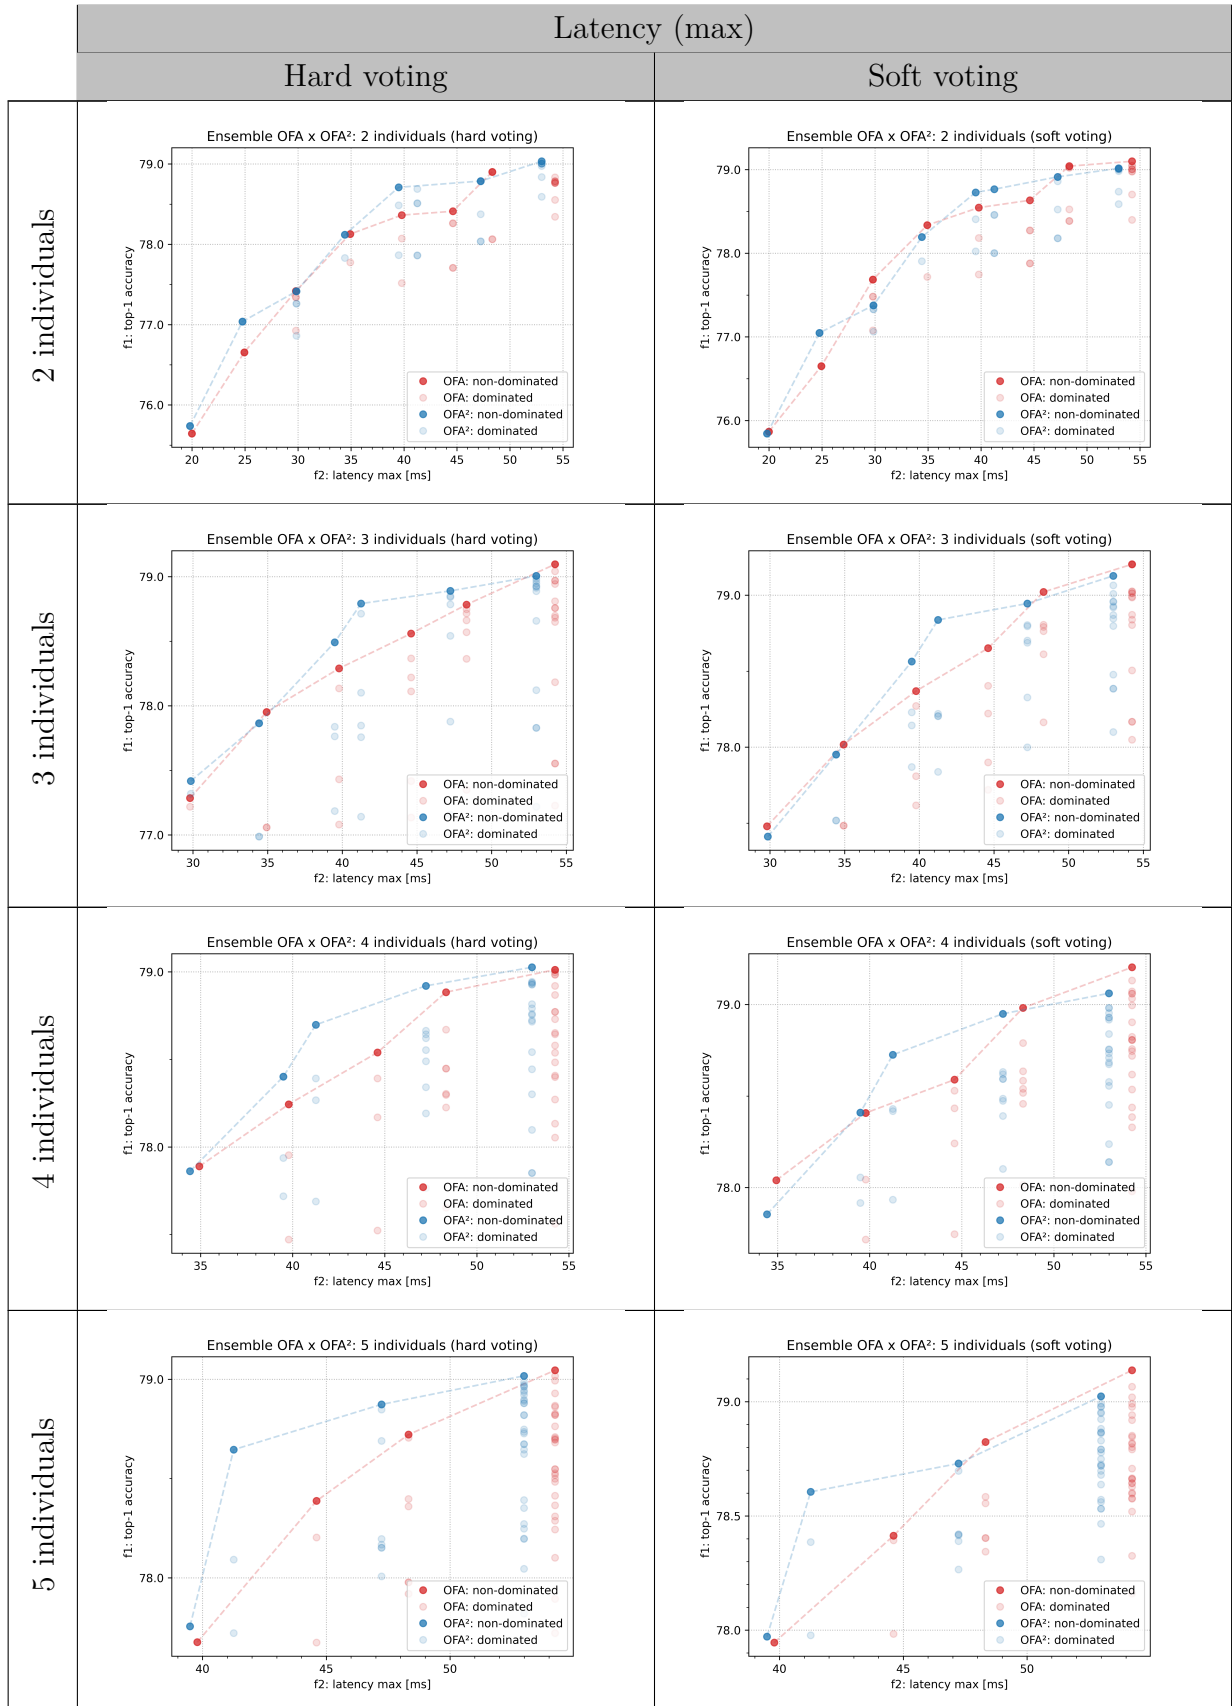 Latency (max)
Hard voting
Soft voting
2 individuals
Ensemble OFA x OFA²: 2 individuals (hard voting)
79.0
78.0
77.0
76.0
f1: top-1 accuracy
OFA: non-dominated
OFA: dominated
OFA²: non-dominated
OFA²: dominated
20 25 30 35 40 45 50 55
f2: latency max [ms]
Ensemble OFA x OFA²: 2 individuals (soft voting)
79.0
78.0
77.0
76.0
f1: top-1 accuracy
OFA: non-dominated
OFA: dominated
OFA²: non-dominated
OFA²: dominated
20 25 30 35 40 45 50 55
f2: latency max [ms]
3 individuals
Ensemble OFA x OFA²: 3 individuals (hard voting)
79.0
78.0
77.0
f1: top-1 accuracy
OFA: non-dominated
OFA: dominated
OFA²: non-dominated
OFA²: dominated
30 35 40 45 50 55
f2: latency max [ms]
Ensemble OFA x OFA²: 3 individuals (soft voting)
79.0
78.0
f1: top-1 accuracy
OFA: non-dominated
OFA: dominated
OFA²: non-dominated
OFA²: dominated
30 35 40 45 50 55
f2: latency max [ms]
4 individuals
Ensemble OFA x OFA²: 4 individuals (hard voting)
79.0
78.0
f1: top-1 accuracy
OFA: non-dominated
OFA: dominated
OFA²: non-dominated
OFA²: dominated
35 40 45 50 55
f2: latency max [ms]
Ensemble OFA x OFA²: 4 individuals (soft voting)
79.0
78.0
f1: top-1 accuracy
OFA: non-dominated
OFA: dominated
OFA²: non-dominated
OFA²: dominated
35 40 45 50 55
f2: latency max [ms]
5 individuals
Ensemble OFA x OFA²: 5 individuals (hard voting)
79.0
78.0
f1: top-1 accuracy
OFA: non-dominated
OFA: dominated
OFA²: non-dominated
OFA²: dominated
40 45 50
f2: latency max [ms]
Ensemble OFA x OFA²: 5 individuals (soft voting)
79.0
78.5
78.0
f1: top-1 accuracy
OFA: non-dominated
OFA: dominated
OFA²: non-dominated
OFA²: dominated
40 45 50
f2: latency max [ms]